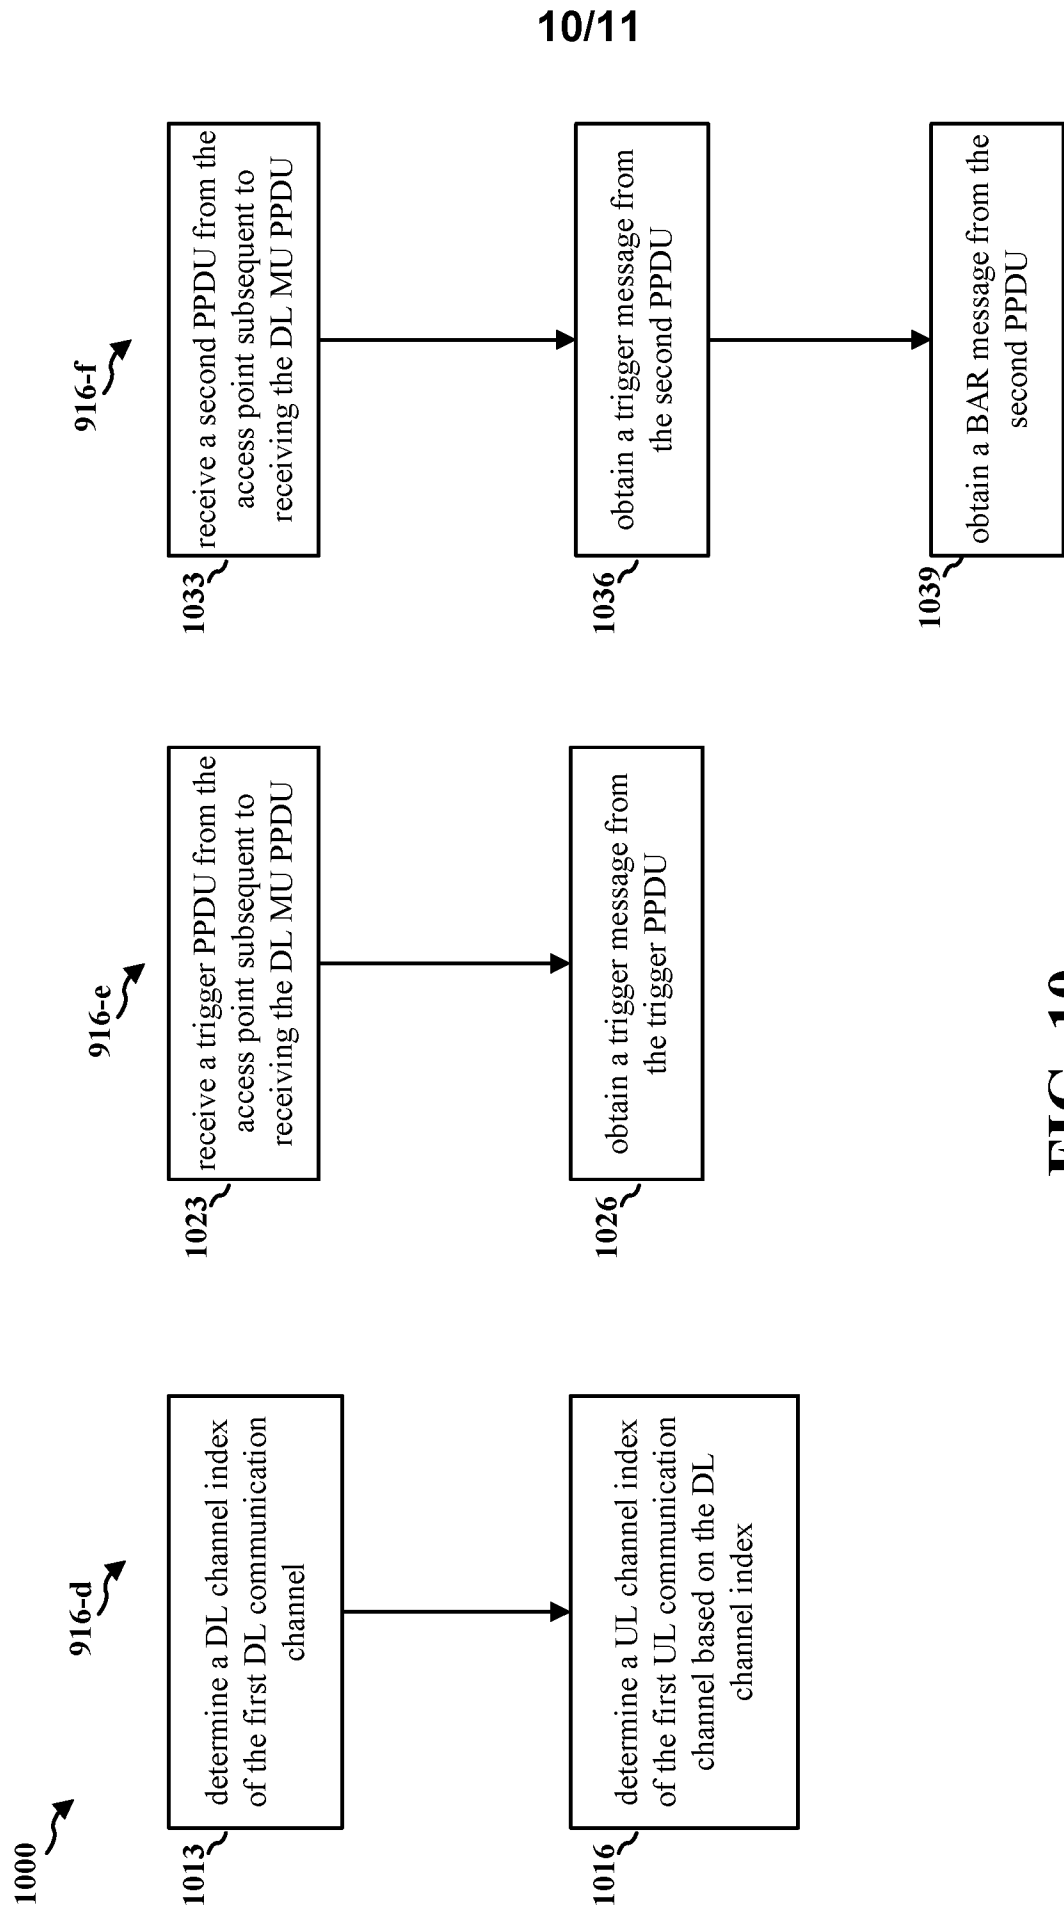 10/11
1000
916-d
1013
determine a DL channel index
of the first DL communication
channel
1016
determine a UL channel index
of the first UL communication
channel based on the DL
channel index
916-e
1023
receive a trigger PPDU from the
access point subsequent to
receiving the DL MU PPDU
1026
obtain a trigger message from
the trigger PPDU
916-f
1033
receive a second PPDU from the
access point subsequent to
receiving the DL MU PPDU
1036
obtain a trigger message from
the second PPDU
1039
obtain a BAR message from the
second PPDU
FIG. 10